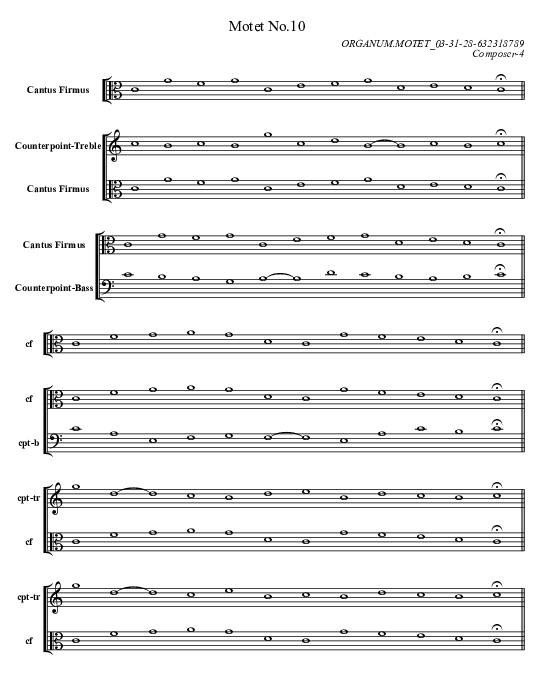 Motet No.10
ORGANUM.MOTET_03-31-28-632318789
Composer-4
Cantus Firmus
Counterpoint-Treble
Cantus Firmus
Cantus Firmus
Counterpoint-Bass
cf
cf
cpt-b
cpt-tr
cf
cpt-tr
cf